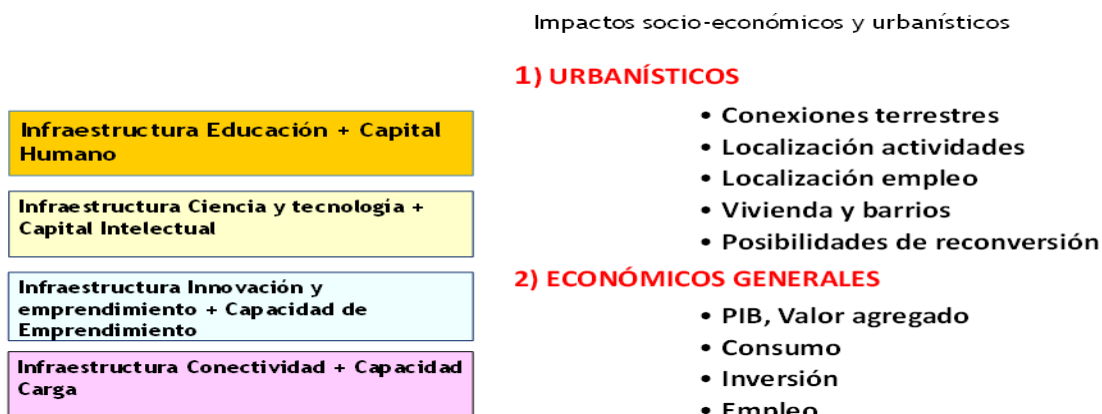 Impactos socio-económicos y urbanísticos
Infraestructura Educación + Capital
Humano
Infraestructura Ciencia y tecnología +
Capital Intelectual
Infraestructura Innovación y
emprendimiento + Capacidad de
Emprendimiento
Infraestructura Conectividad + Capacidad
Carga
1) URBANÍSTICOS
• Conexiones terrestres
• Localización actividades
• Localización empleo
• Vivienda y barrios
• Posibilidades de reconversión
2) ECONÓMICOS GENERALES
• PIB, Valor agregado
• Consumo
• Inversión
• Empleo